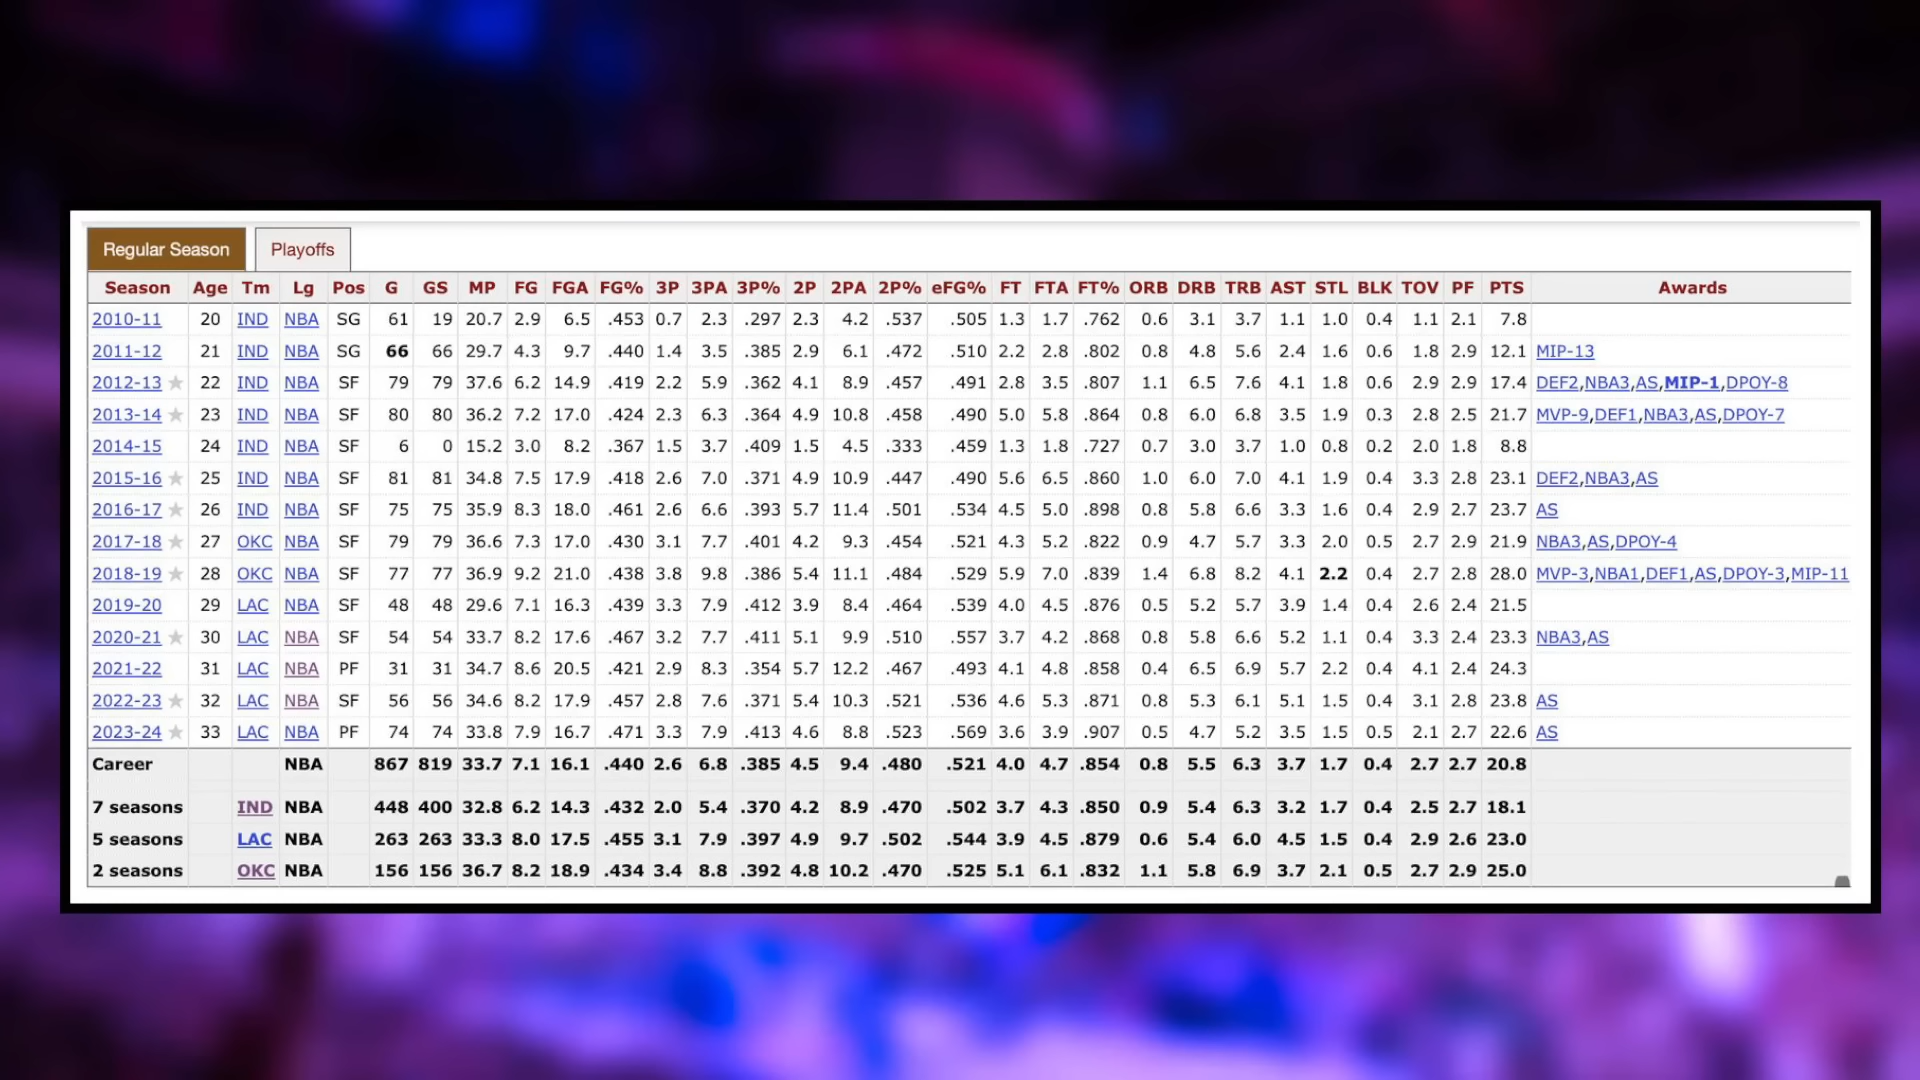 Regular Season Playoffs
Season Age Tm Lg Pos G GS MP FG FGA FG% 3P 3PA 3P% 2P 2PA 2P% eFG% FT FTA FT% ORB DRB TRB AST STL BLK TOV PF PTS Awards
2010-11 20 IND NBA SG 61 19 20.7 2.9 6.5 .453 0.7 2.3 .297 2.3 4.2 .537 .505 1.3 1.7 .762 0.6 3.1 3.7 1.1 1.0 0.4 1.1 2.1 7.8
2011-12 21 IND NBA SG 66 66 29.7 4.3 9.7 .440 1.4 3.5 .385 2.9 6.1 .472 .510 2.2 2.8 .802 0.8 4.8 5.6 2.4 1.6 0.6 1.8 2.9 12.1 MIP-13
2012-13 ★ 22 IND NBA SF 79 79 37.6 6.2 14.9 .419 2.2 5.9 .362 4.1 8.9 .457 .491 2.8 3.5 .807 1.1 6.5 7.6 4.1 1.8 0.6 2.9 2.9 17.4 DEF2,NBA3,AS,MIP-1,DPOY-8
2013-14 ★ 23 IND NBA SF 80 80 36.2 7.2 17.0 .424 2.3 6.3 .364 4.9 10.8 .458 .490 5.0 5.8 .864 0.8 6.0 6.8 3.5 1.9 0.3 2.8 2.5 21.7 MVP-9,DEF1,NBA3,AS,DPOY-7
2014-15 24 IND NBA SF 6 0 15.2 3.0 8.2 .367 1.5 3.7 .409 1.5 4.5 .333 .459 1.3 1.8 .727 0.7 3.0 3.7 1.0 0.8 0.2 2.0 1.8 8.8
2015-16 ★ 25 IND NBA SF 81 81 34.8 7.5 17.9 .418 2.6 7.0 .371 4.9 10.9 .447 .490 5.6 6.5 .860 1.0 6.0 7.0 4.1 1.9 0.4 3.3 2.8 23.1 DEF2,NBA3,AS
2016-17 ★ 26 IND NBA SF 75 75 35.9 8.3 18.0 .461 2.6 6.6 .393 5.7 11.4 .501 .534 4.5 5.0 .898 0.8 5.8 6.6 3.3 1.6 0.4 2.9 2.7 23.7 AS
2017-18 ★ 27 OKC NBA SF 79 79 36.6 7.3 17.0 .430 3.1 7.7 .401 4.2 9.3 .454 .521 4.3 5.2 .822 0.9 4.7 5.7 3.3 2.0 0.5 2.7 2.9 21.9 NBA3,AS,DPOY-4
2018-19 ★ 28 OKC NBA SF 77 77 36.9 9.2 21.0 .438 3.8 9.8 .386 5.4 11.1 .484 .529 5.9 7.0 .839 1.4 6.8 8.2 4.1 2.2 0.4 2.7 2.8 28.0 MVP-3,NBA1,DEF1,AS,DPOY-3,MIP-11
2019-20 29 LAC NBA SF 48 48 29.6 7.1 16.3 .439 3.3 7.9 .412 3.9 8.4 .464 .539 4.0 4.5 .876 0.5 5.2 5.7 3.9 1.4 0.4 2.6 2.4 21.5
2020-21 ★ 30 LAC NBA SF 54 54 33.7 8.2 17.6 .467 3.2 7.7 .411 5.1 9.9 .510 .557 3.7 4.2 .868 0.8 5.8 6.6 5.2 1.1 0.4 3.3 2.4 23.3 NBA3,AS
2021-22 31 LAC NBA PF 31 31 34.7 8.6 20.5 .421 2.9 8.3 .354 5.7 12.2 .467 .493 4.1 4.8 .858 0.4 6.5 6.9 5.7 2.2 0.4 4.1 2.4 24.3
2022-23 ★ 32 LAC NBA SF 56 56 34.6 8.2 17.9 .457 2.8 7.6 .371 5.4 10.3 .521 .536 4.6 5.3 .871 0.8 5.3 6.1 5.1 1.5 0.4 3.1 2.8 23.8 AS
2023-24 ★ 33 LAC NBA PF 74 74 33.8 7.9 16.7 .471 3.3 7.9 .413 4.6 8.8 .523 .569 3.6 3.9 .907 0.5 4.7 5.2 3.5 1.5 0.5 2.1 2.7 22.6 AS
Career NBA 867 819 33.7 7.1 16.1 .440 2.6 6.8 .385 4.5 9.4 .480 .521 4.0 4.7 .854 0.8 5.5 6.3 3.7 1.7 0.4 2.7 2.7 20.8
7 seasons IND NBA 448 400 32.8 6.2 14.3 .432 2.0 5.4 .370 4.2 8.9 .470 .502 3.7 4.3 .850 0.9 5.4 6.3 3.2 1.7 0.4 2.5 2.7 18.1
5 seasons LAC NBA 263 263 33.3 8.0 17.5 .455 3.1 7.9 .397 4.9 9.7 .502 .544 3.9 4.5 .879 0.6 5.4 6.0 4.5 1.5 0.4 2.9 2.6 23.0
2 seasons OKC NBA 156 156 36.7 8.2 18.9 .434 3.4 8.8 .392 4.8 10.2 .470 .525 5.1 6.1 .832 1.1 5.8 6.9 3.7 2.1 0.5 2.7 2.9 25.0